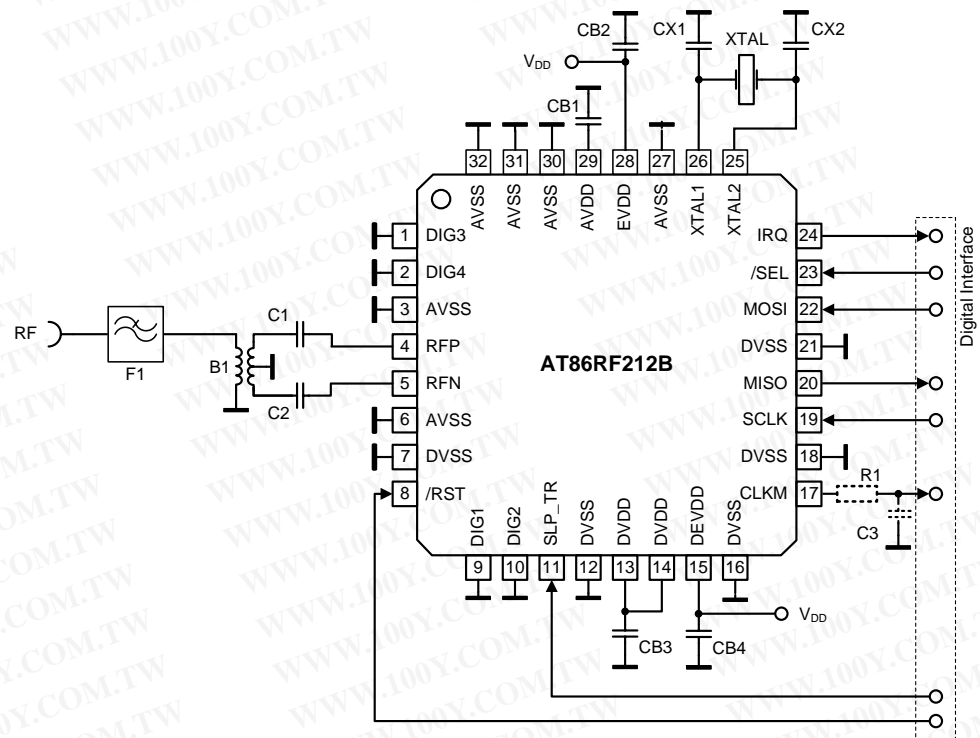 CB2
CX1
XTAL
CX2
VDD
CB1
32 31 30 29 28 27 26 25
AVSS AVSS AVSS AVDD EVDD AVSS XTAL1 XTAL2
1 DIG3
2 DIG4
3 AVSS
4 RFP
5 RFN
6 AVSS
7 DVSS
8 /RST
IRQ 24
/SEL 23
MOSI 22
DVSS 21
MISO 20
SCLK 19
DVSS 18
CLKM 17
AT86RF212B
RF
F1
B1
C1
C2
R1
C3
Digital Interface
DIG1 DIG2 SLP_TR DVSS DVDD DVDD DEVDD DVSS
9 10 11 12 13 14 15 16
CB3
CB4
VDD
WWW.100Y.COM.TW